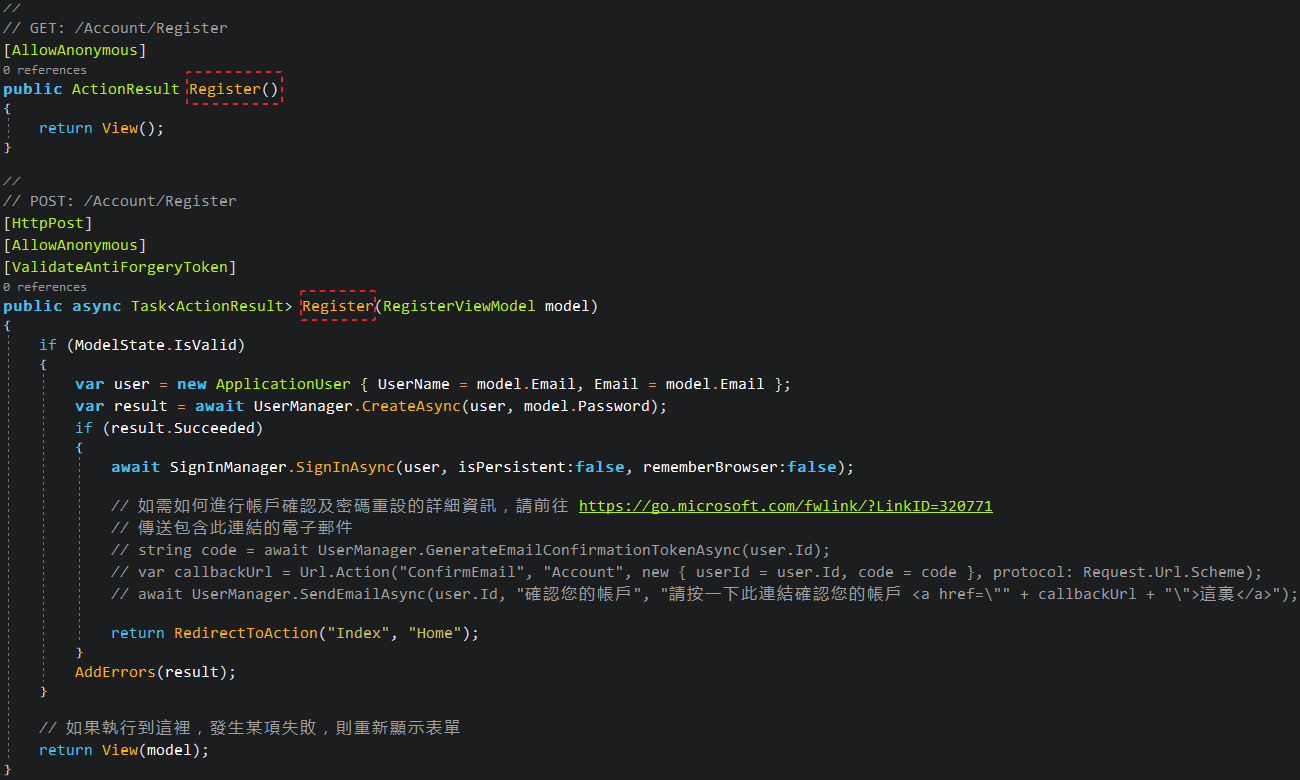 //
// GET: /Account/Register
[AllowAnonymous]
0 references
public ActionResult Register()
{
return View();
}
//
// POST: /Account/Register
[HttpPost]
[AllowAnonymous]
[ValidateAntiForgeryToken]
0 references
public async Task<ActionResult> Register(RegisterViewModel model)
{
if (ModelState.IsValid)
{
var user = new ApplicationUser { UserName = model.Email, Email = model.Email };
var result = await UserManager.CreateAsync(user, model.Password);
if (result.Succeeded)
{
await SignInManager.SignInAsync(user, isPersistent:false, rememberBrowser:false);
// 如需如何進行帳戶確認及密碼重設的詳細資訊，請前往 https://go.microsoft.com/fwlink/?LinkID=320771
// 傳送包含此連結的電子郵件
// string code = await UserManager.GenerateEmailConfirmationTokenAsync(user.Id);
// var callbackUrl = Url.Action("ConfirmEmail", "Account", new { userId = user.Id, code = code }, protocol: Request.Url.Scheme);
// await UserManager.SendEmailAsync(user.Id, "確認您的帳戶", "請按一下此連結確認您的帳戶 <a href=\"" + callbackUrl + "\">這裏</a>");
return RedirectToAction("Index", "Home");
}
AddErrors(result);
}
// 如果執行到這裡，發生某項失敗，則重新顯示表單
return View(model);
}